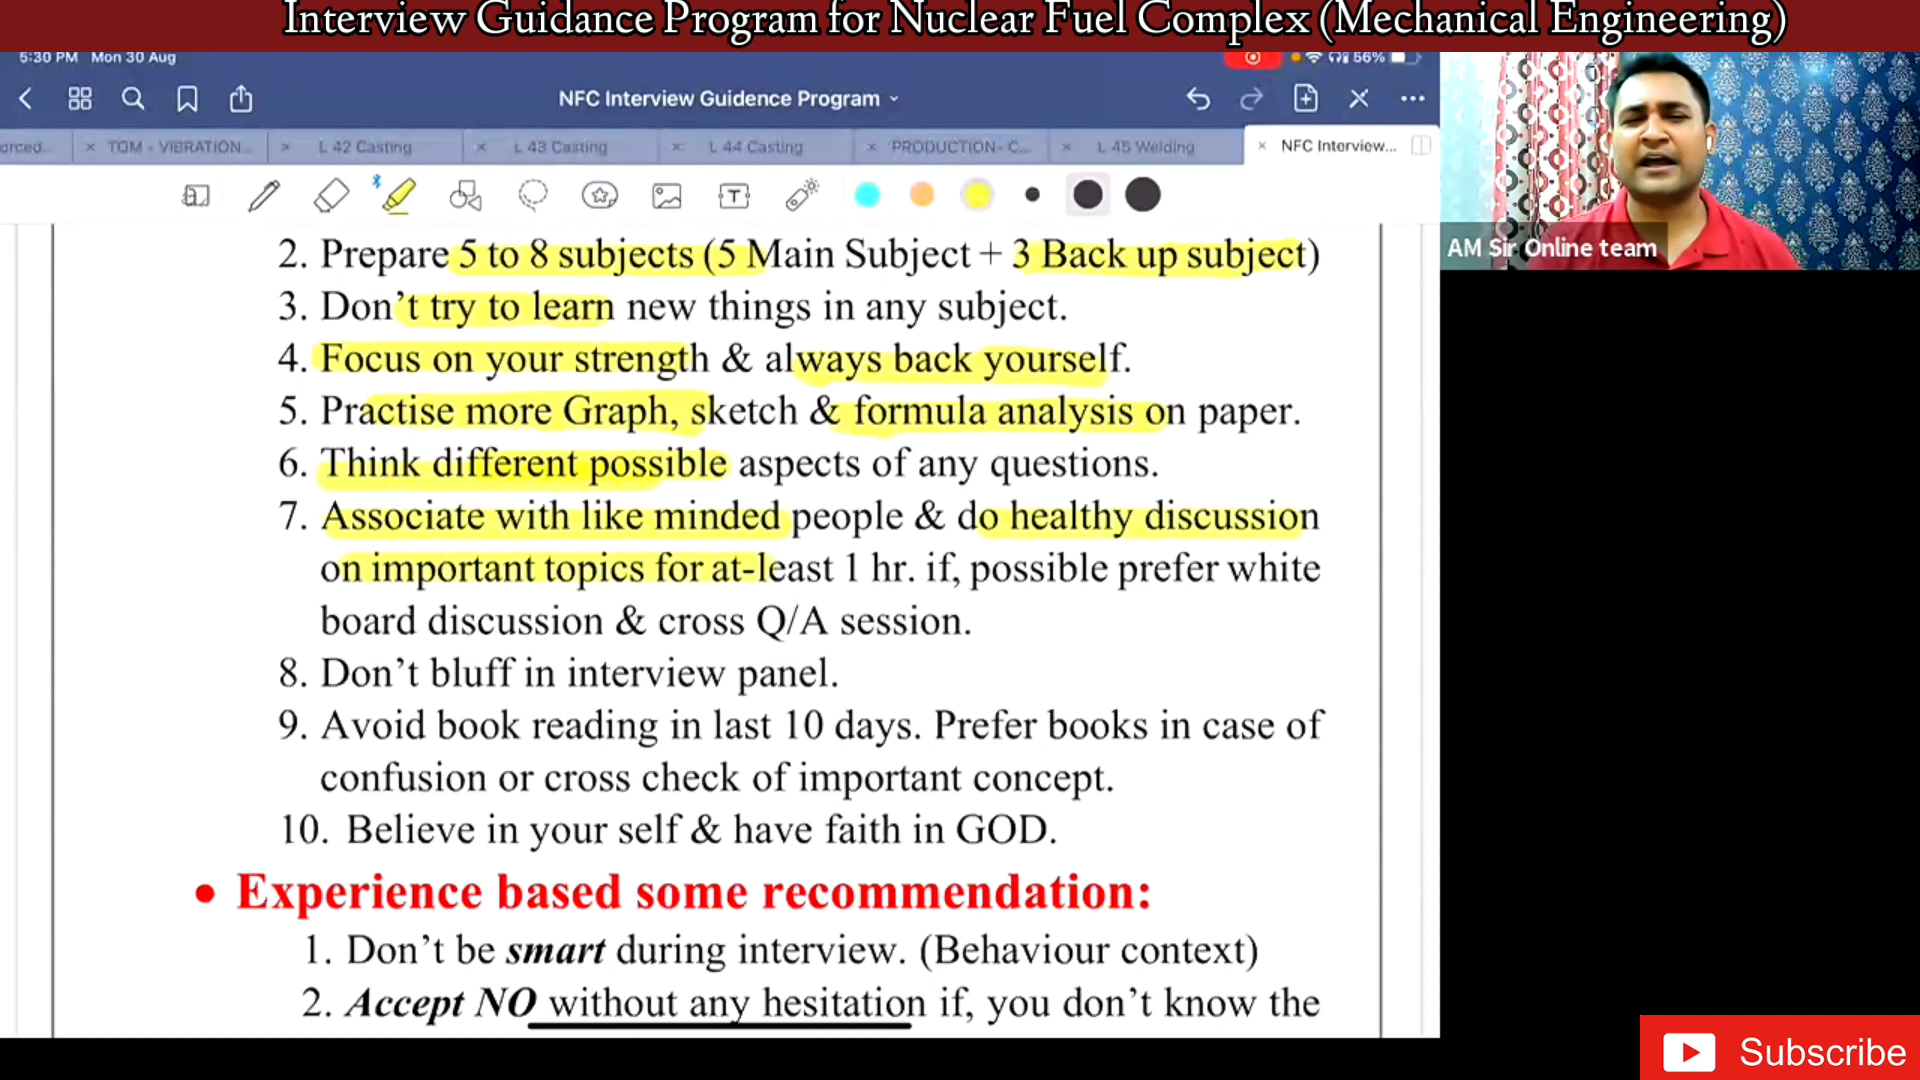 Interview Guidance Program for Nuclear Fuel Complex (Mechanical Engineering)
5:30 PM Mon 30 Aug
56%
NFC Interview Guidence Program
orced...
TOM - VIBRATION...
L 42 Casting
L 43 Casting
L 44 Casting
PRODUCTION- C...
L 45 Welding
NFC Interview...
AM Sir Online team
2. Prepare 5 to 8 subjects (5 Main Subject + 3 Back up subject)
3. Don't try to learn new things in any subject.
4. Focus on your strength & always back yourself.
5. Practise more Graph, sketch & formula analysis on paper.
6. Think different possible aspects of any questions.
7. Associate with like minded people & do healthy discussion
on important topics for at-least 1 hr. if, possible prefer white
board discussion & cross Q/A session.
8. Don't bluff in interview panel.
9. Avoid book reading in last 10 days. Prefer books in case of
confusion or cross check of important concept.
10. Believe in your self & have faith in GOD.
• Experience based some recommendation:
1. Don't be smart during interview. (Behaviour context)
2. Accept NO without any hesitation if, you don't know the
Subscribe